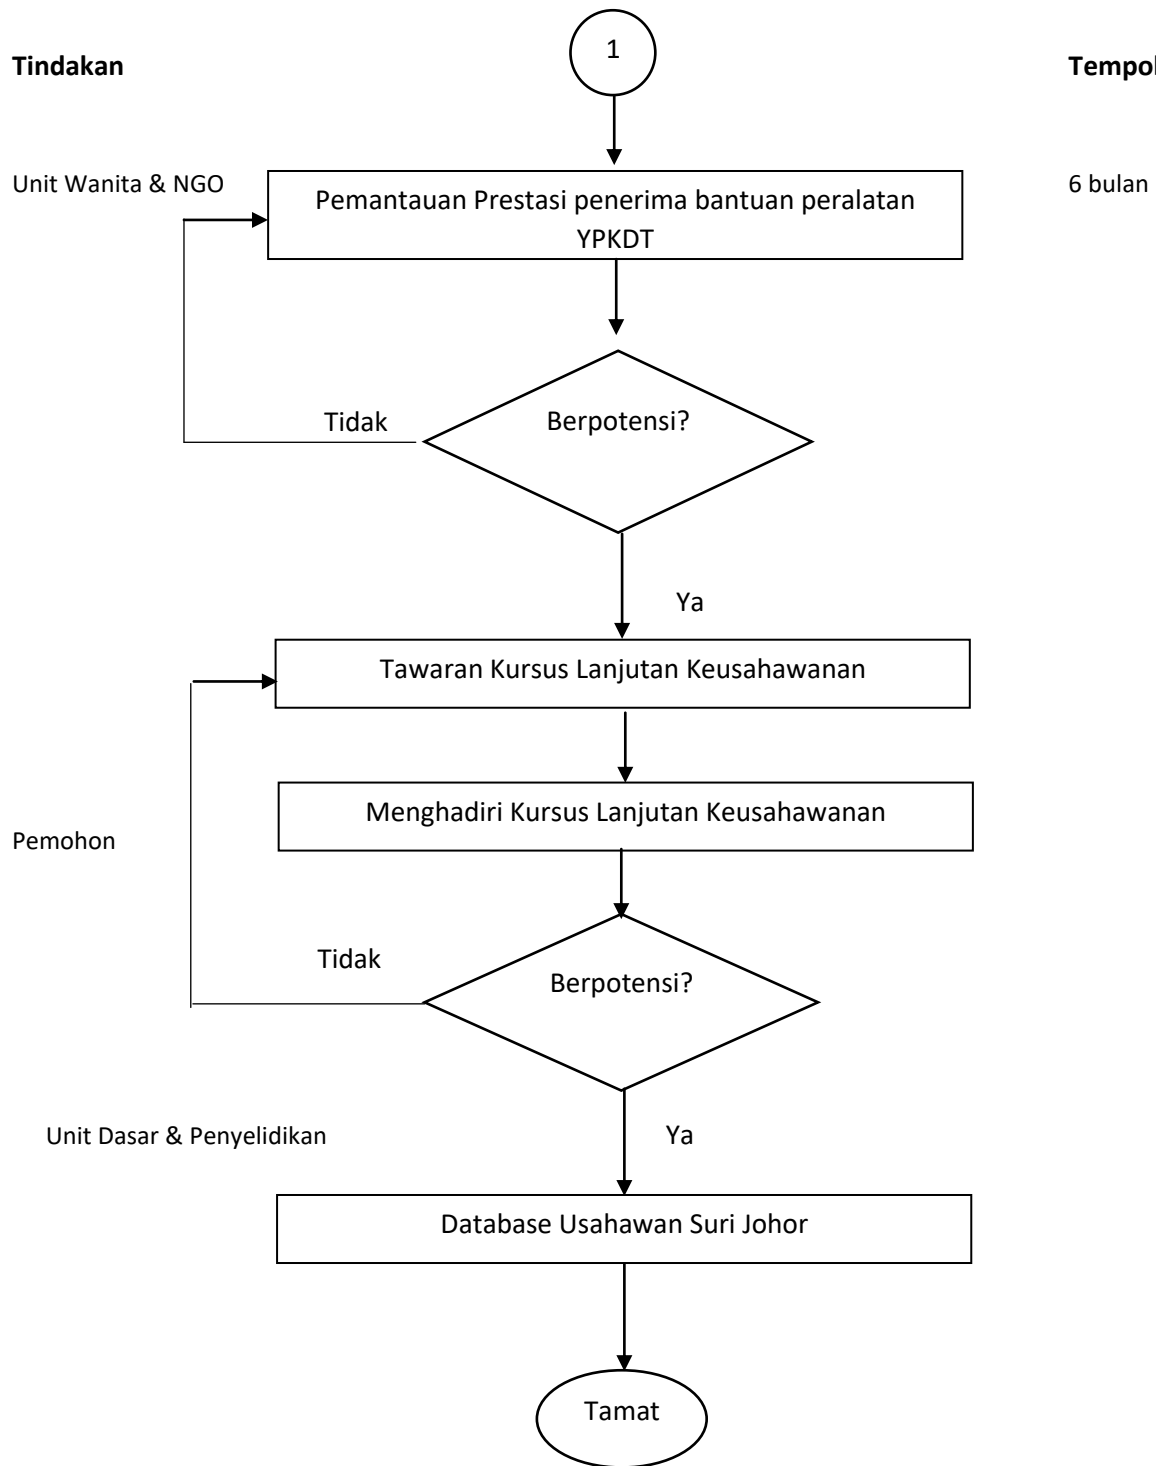 1
Tindakan
Tempoh
Unit Wanita & NGO
Pemantauan Prestasi penerima bantuan peralatan
YPKDT
6 bulan
Tidak
Berpotensi?
Ya
Tawaran Kursus Lanjutan Keusahawanan
Menghadiri Kursus Lanjutan Keusahawanan
Pemohon
Tidak
Berpotensi?
Unit Dasar & Penyelidikan
Ya
Database Usahawan Suri Johor
Tamat